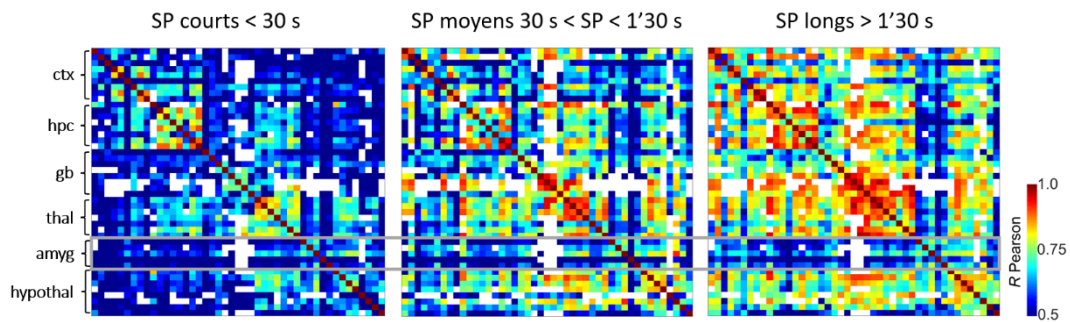 SP courts < 30 s
SP moyens 30 s < SP < 1’30 s
SP longs > 1’30 s
ctx
hpc
gb
thal
amyg
hypothal
R Pearson
1.0
0.75
0.5